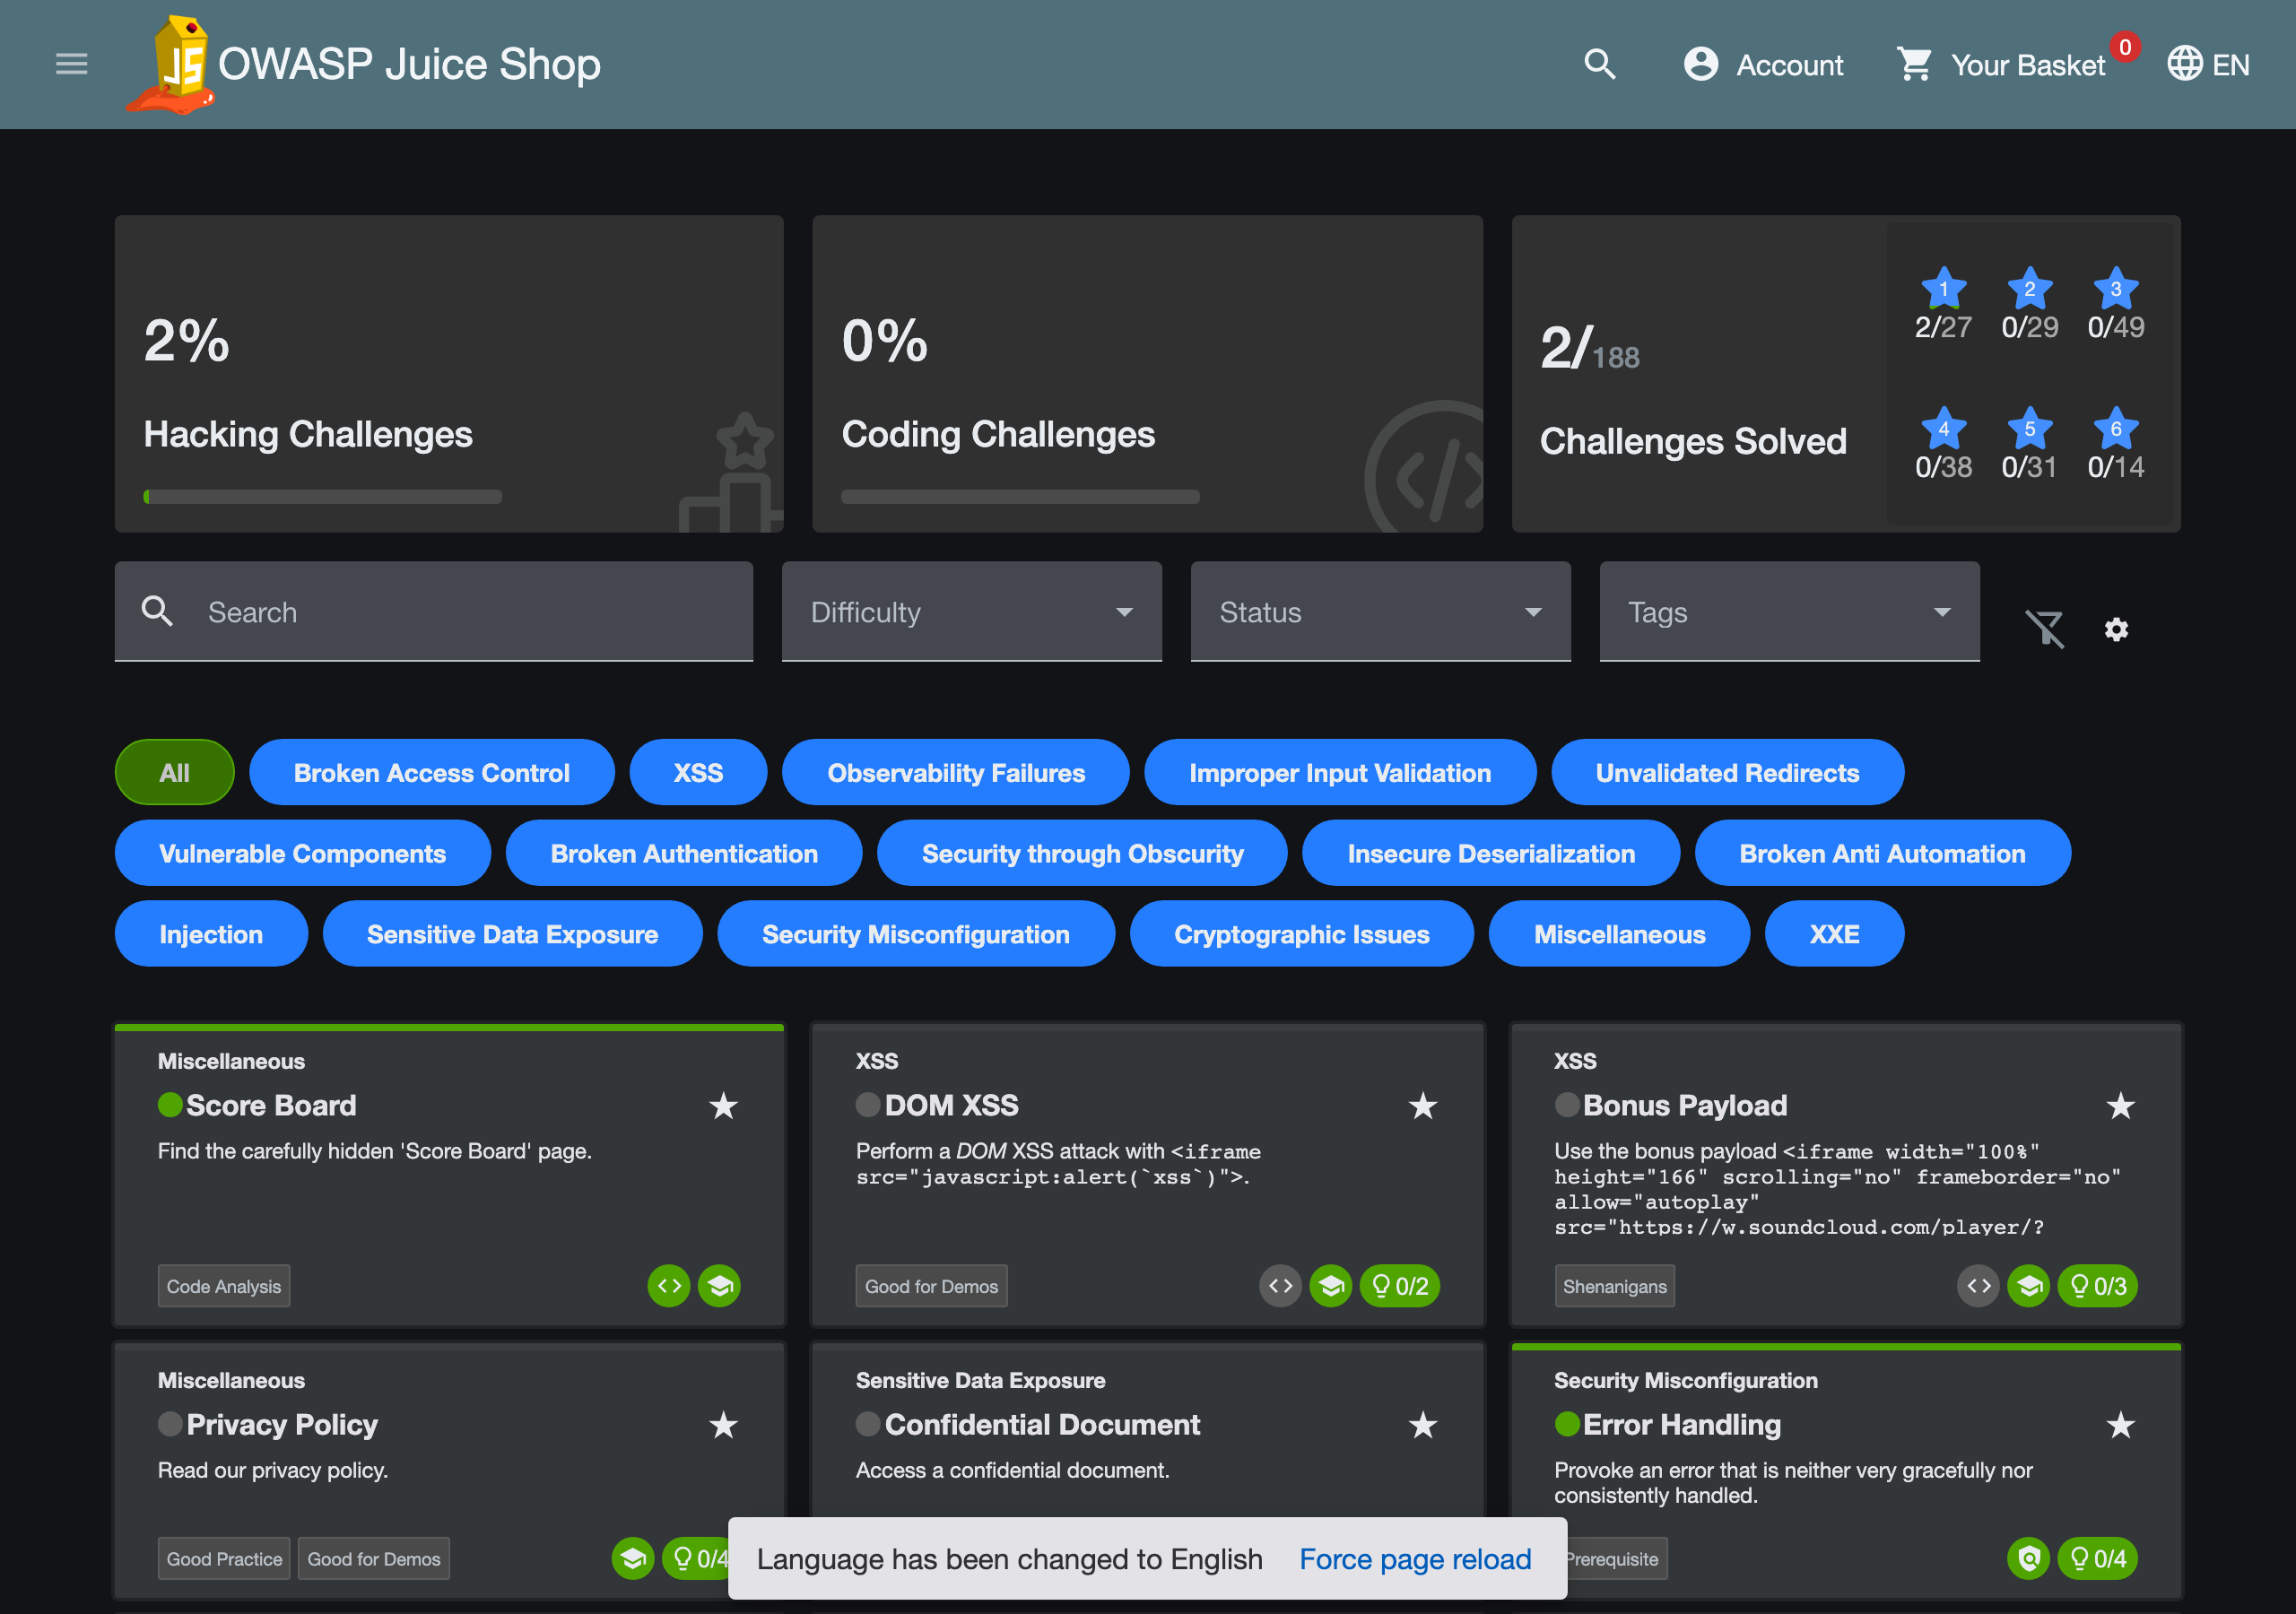 JS
OWASP Juice Shop
Account
Your Basket
0
EN
2%
Hacking Challenges
0%
Coding Challenges
2/188
Challenges Solved
1 2 3
2/27 0/29 0/49
4 5 6
0/38 0/31 0/14
Search
Difficulty
Status
Tags
All
Broken Access Control
XSS
Observability Failures
Improper Input Validation
Unvalidated Redirects
Vulnerable Components
Broken Authentication
Security through Obscurity
Insecure Deserialization
Broken Anti Automation
Injection
Sensitive Data Exposure
Security Misconfiguration
Cryptographic Issues
Miscellaneous
XXE
Miscellaneous
Score Board
Find the carefully hidden 'Score Board' page.
Code Analysis
XSS
DOM XSS
Perform a DOM XSS attack with <iframe
src="javascript:alert(`xss`)">.
Good for Demos
0/2
XSS
Bonus Payload
Use the bonus payload <iframe width="100%"
height="166" scrolling="no" frameborder="no"
allow="autoplay"
src="https://w.soundcloud.com/player/?
Shenanigans
0/3
Miscellaneous
Privacy Policy
Read our privacy policy.
Good Practice
Good for Demos
0/4
Sensitive Data Exposure
Confidential Document
Access a confidential document.
Security Misconfiguration
Error Handling
Provoke an error that is neither very gracefully nor
consistently handled.
Prerequisite
0/4
Language has been changed to English
Force page reload